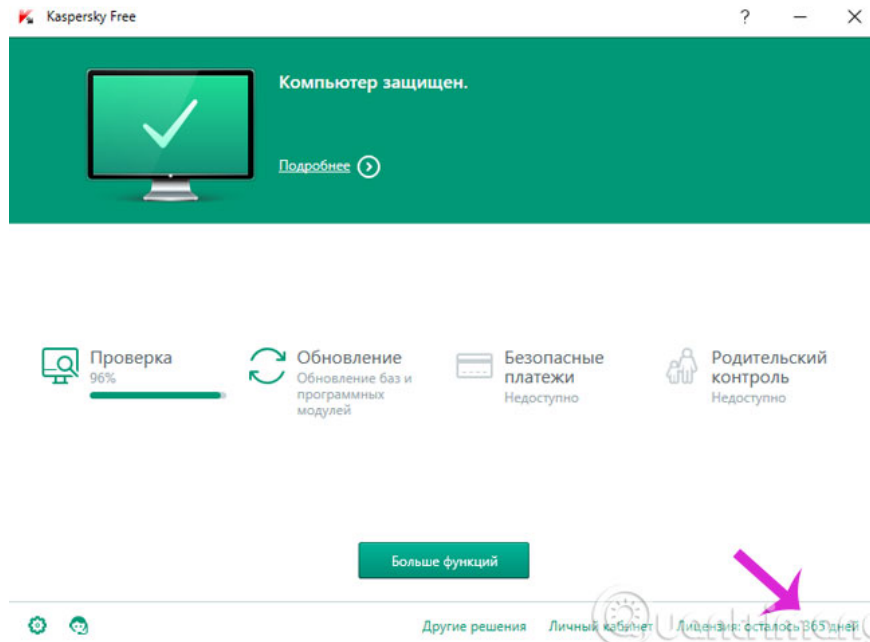 Kaspersky Free
Компьютер защищен.
Подробнее
Проверка
96%
Обновление
Обновление баз и
программных
модулей
Безопасные
платежи
Недоступно
Родительский
контроль
Недоступно
Больше функций
Другие решения Личный кабинет Лицензия: осталось 365 дней